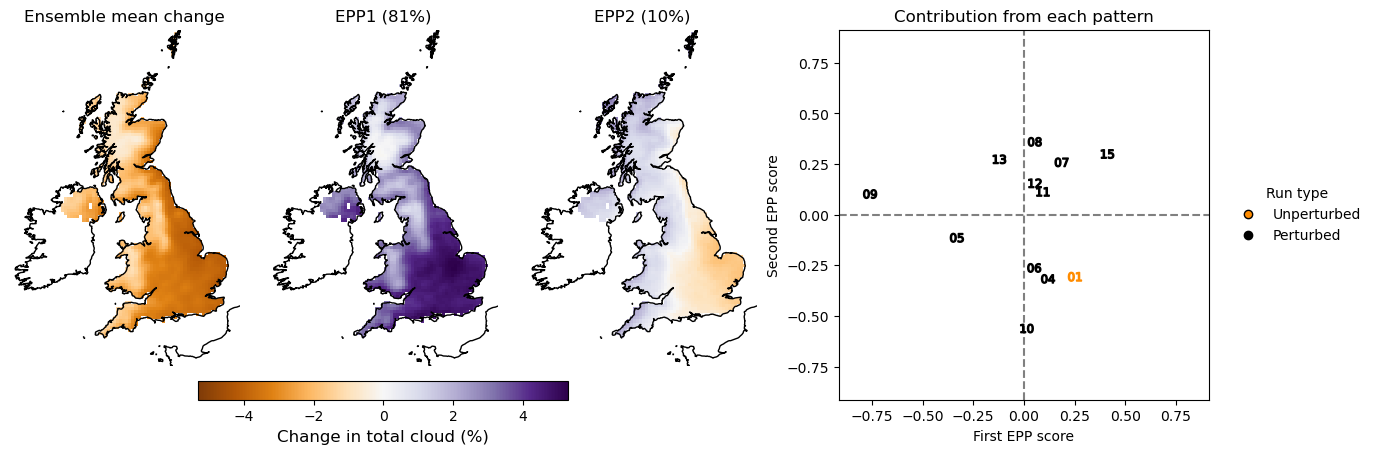 Ensemble mean change
EPP1 (81%)
EPP2 (10%)
−4 −2 0 2 4
Change in total cloud (%)
Contribution from each pattern
Second EPP score
0.75
0.50
0.25
0.00
−0.25
−0.50
−0.75
08
13
07
15
12
11
09
05
06
04
01
10
−0.75 −0.50 −0.25 0.00 0.25 0.50 0.75
First EPP score
Run type
Unperturbed
Perturbed